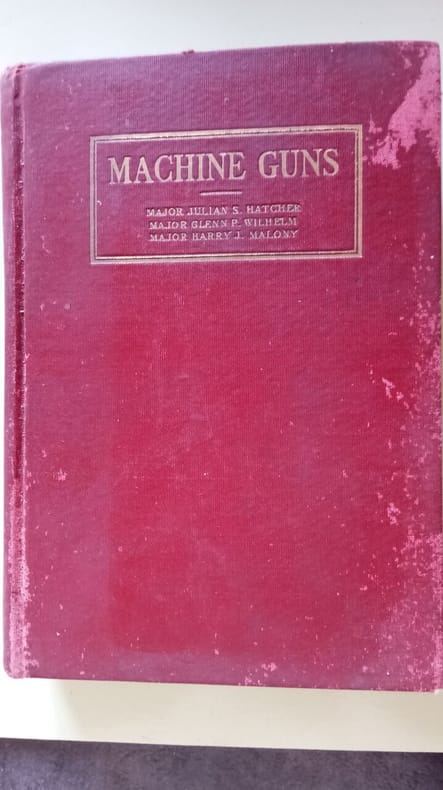 MACHINE GUNS
MAJOR JULIAN S. HATCHER
MAJOR GLENN P. WILHELM
MAJOR HARRY J. MALONY